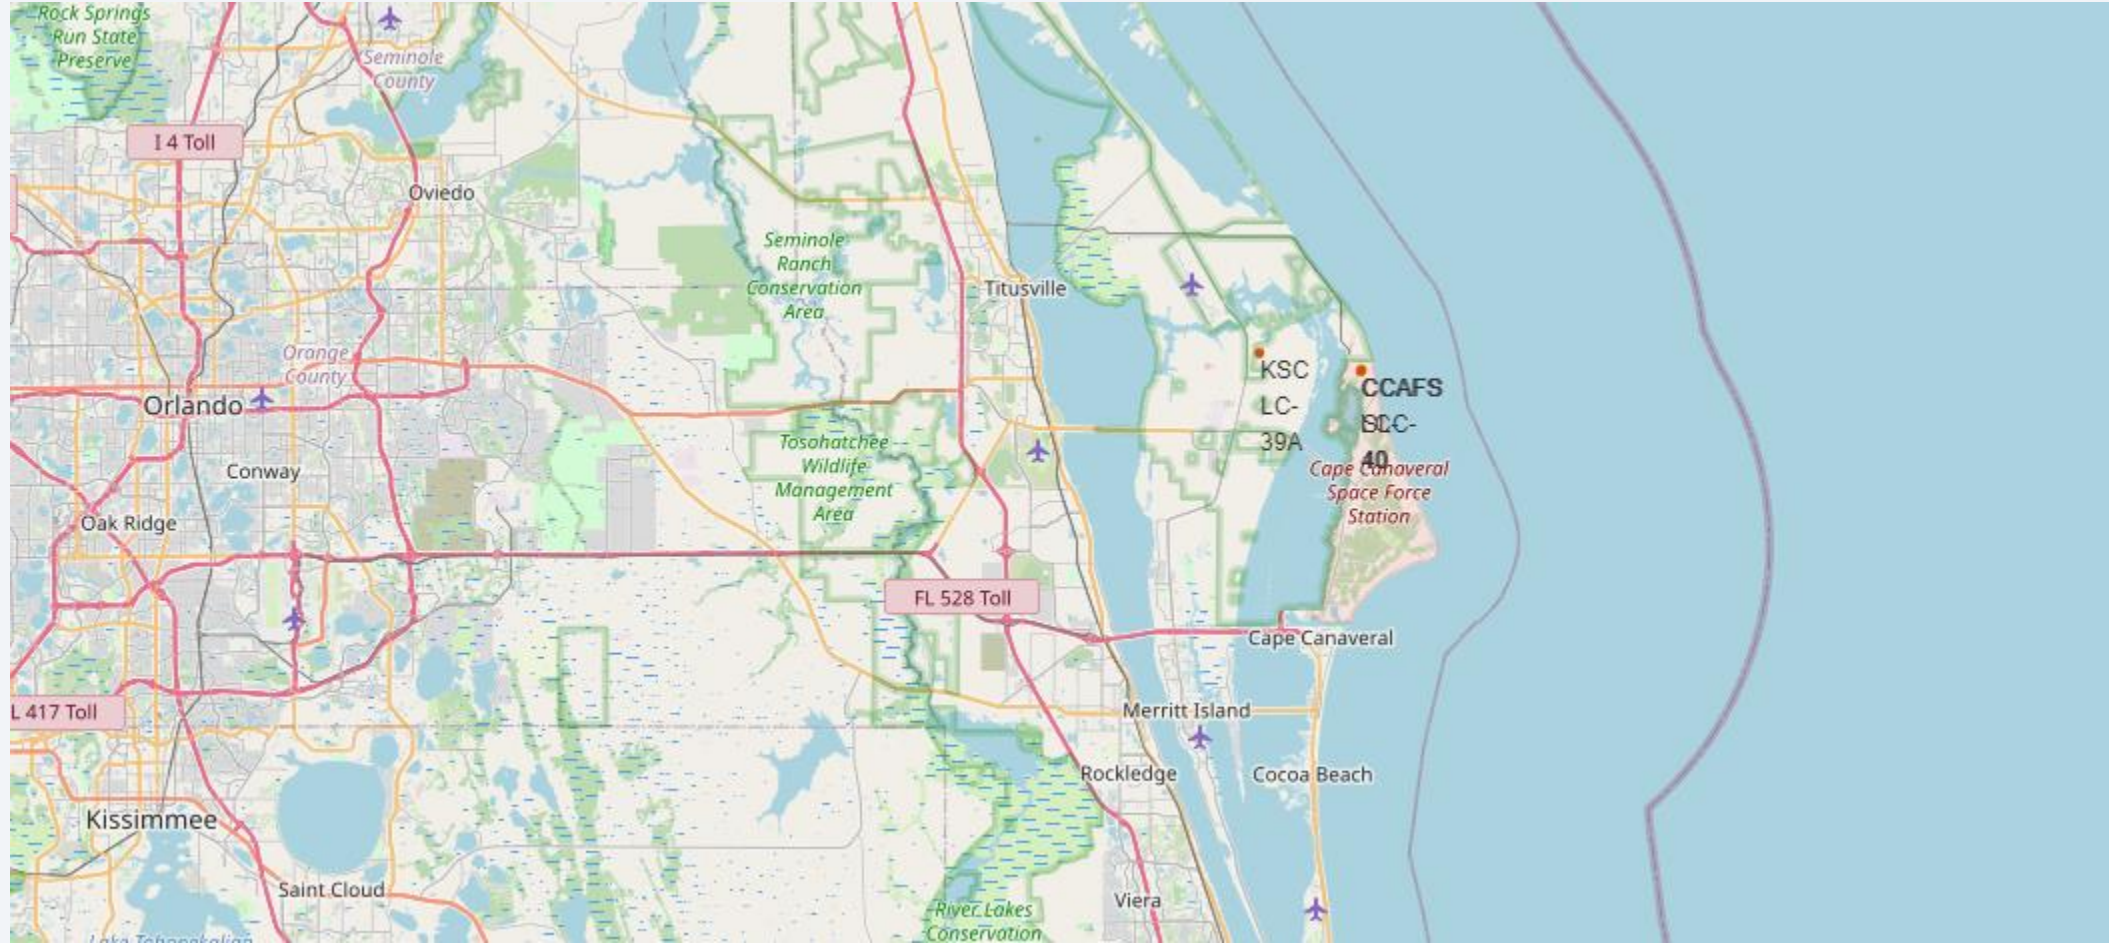 Rock Springs
Run State
Preserve
Seminole
County
I 4 Toll
Oviedo
Seminole
Ranch
Conservation
Area
Titusville
Orange
County
Orlando
KSC
LC-
39A
CCAFS
40
Tosohatchee
Wildlife
Management
Area
Conway
Cape Canaveral
Space Force
Station
Oak Ridge
FL 528 Toll
Cape Canaveral
L 417 Toll
Merritt Island
Rockledge
Cocoa Beach
Kissimmee
Saint Cloud
Viera
River Lakes
Conservation
Lake Tohopekaliga